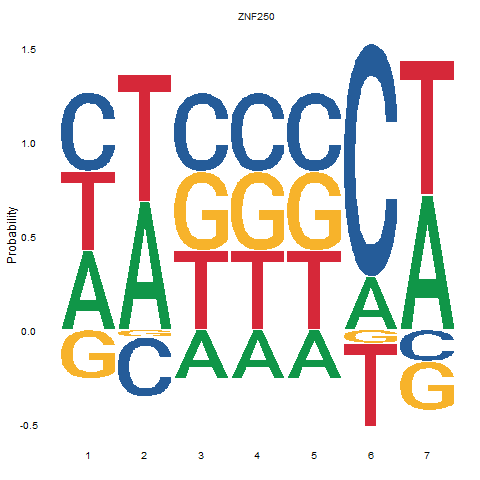 ZNF250
1.5
1.0
0.5
0.0
-0.5
Probability
C T C C C C T
T A G G G A A
A G T T T G C
G C A A A T G
1 2 3 4 5 6 7